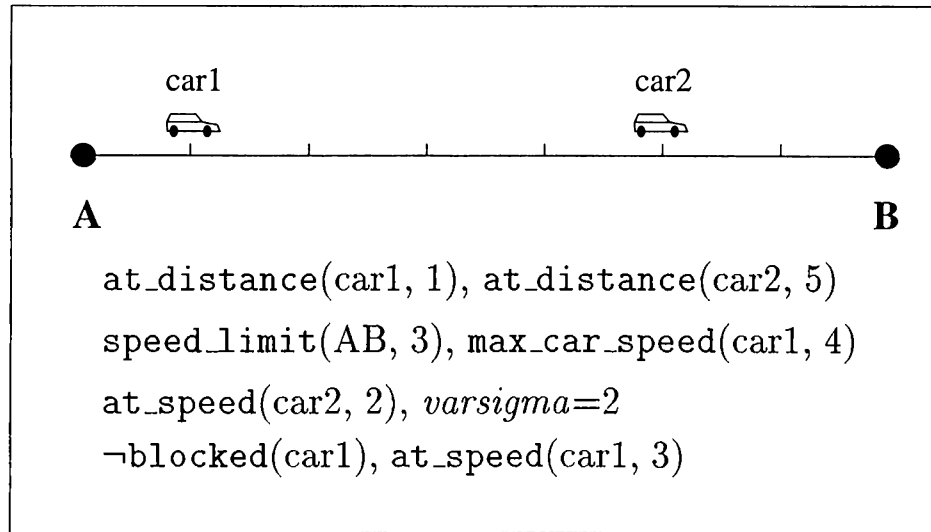 car1 car2
A B
at_distance(car1, 1), at_distance(car2, 5)
speed_limit(AB, 3), max_car_speed(car1, 4)
at_speed(car2, 2), varsigma=2
¬blocked(car1), at_speed(car1, 3)